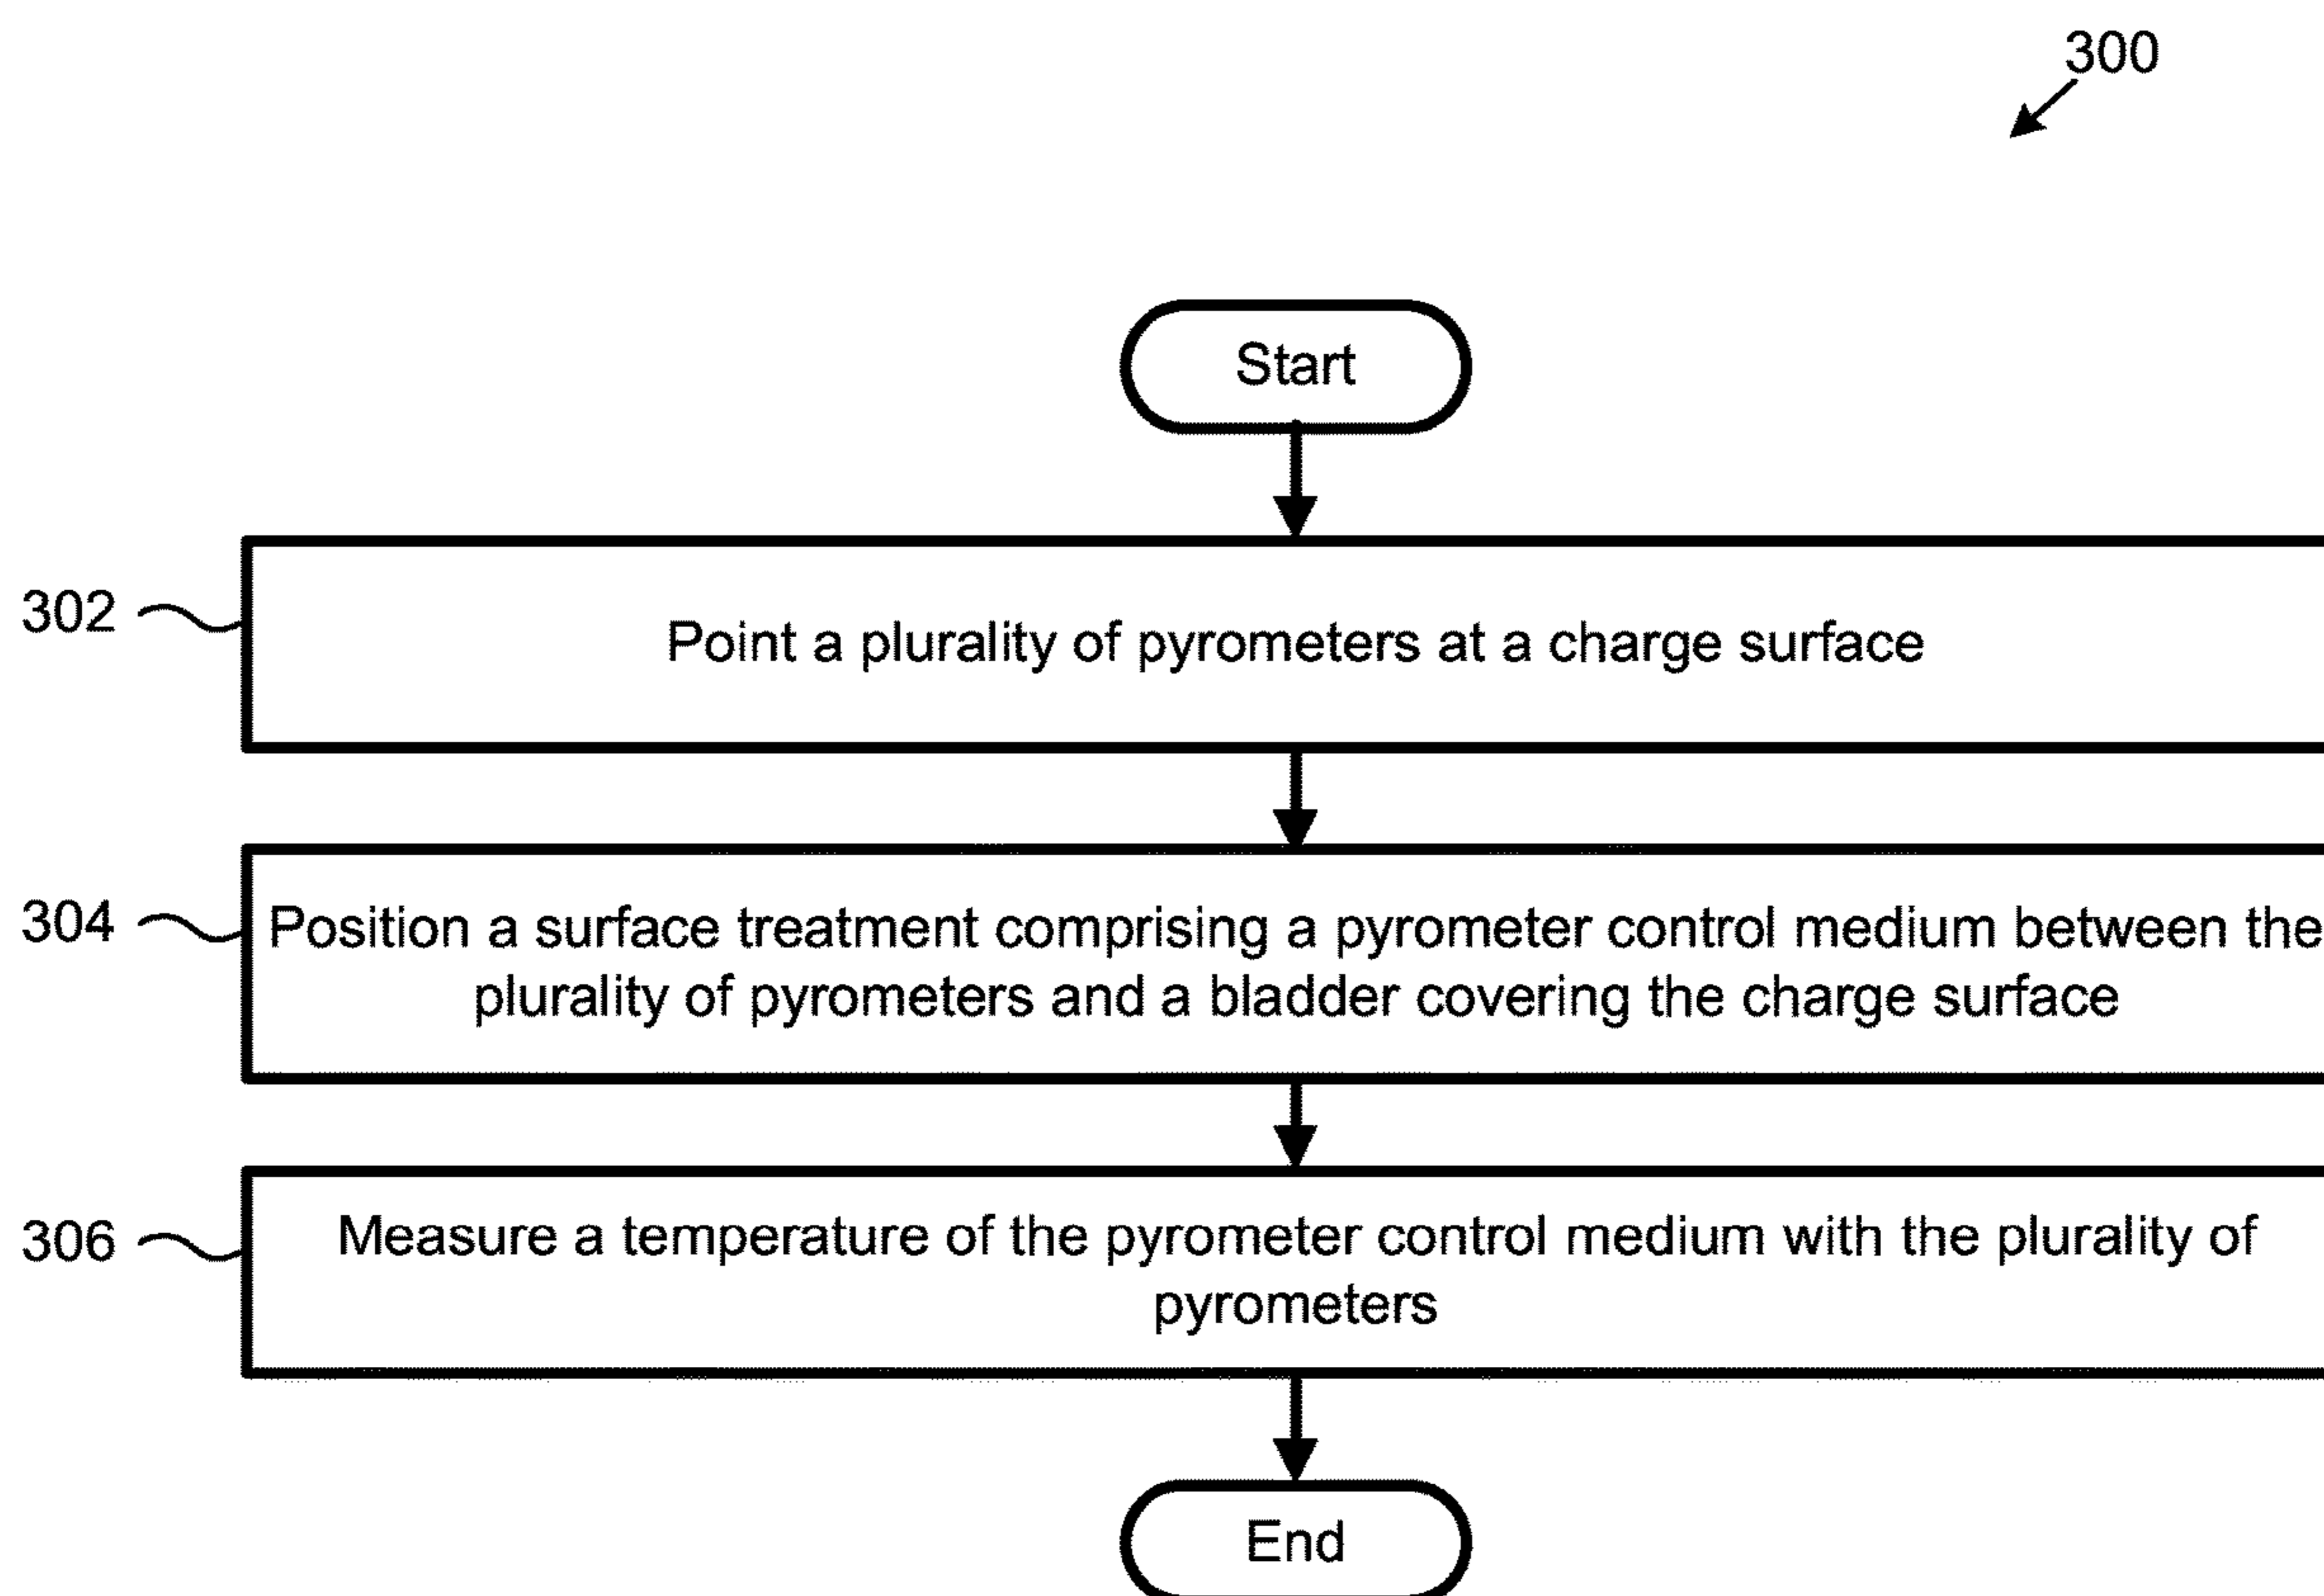 300
Start
302
Point a plurality of pyrometers at a charge surface
304
Position a surface treatment comprising a pyrometer control medium between the
plurality of pyrometers and a bladder covering the charge surface
306
Measure a temperature of the pyrometer control medium with the plurality of
pyrometers
End